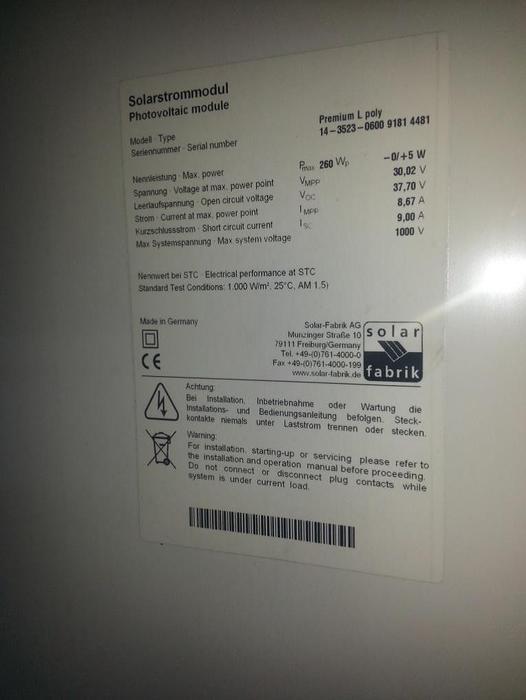 Solarstrommodul
Photovoltaic module
Modell · Type Premium L poly
Seriennummer · Serial number 14-3523-0600 9181 4481
Nennleistung · Max. power Pmax 260 Wp -0/+5 W
Spannung · Voltage at max. power point VMPP 30,02 V
Leerlaufspannung · Open circuit voltage VOC 37,70 V
Strom · Current at max. power point IMPP 8,67 A
Kurzschlussstrom · Short circuit current ISC 9,00 A
Max Systemspannung · Max system voltage 1000 V
Nennwert bei STC · Electrical performance at STC
Standard Test Conditions: 1.000 W/m², 25°C, AM 1.5)
Made in Germany
CE
Solar-Fabrik AG
Munzinger Straße 10
79111 Freiburg/Germany
Tel. +49-(0)761-4000-0
Fax +49-(0)761-4000-199
www.solar-fabrik.de
solar
fabrik
Achtung:
Bei Installation, Inbetriebnahme oder Wartung die
Installations- und Bedienungsanleitung befolgen. Steck-
kontakte niemals unter Laststrom trennen oder stecken.
Warning:
For installation, starting-up or servicing please refer to
the installation and operation manual before proceeding.
Do not connect or disconnect plug contacts while
system is under current load.